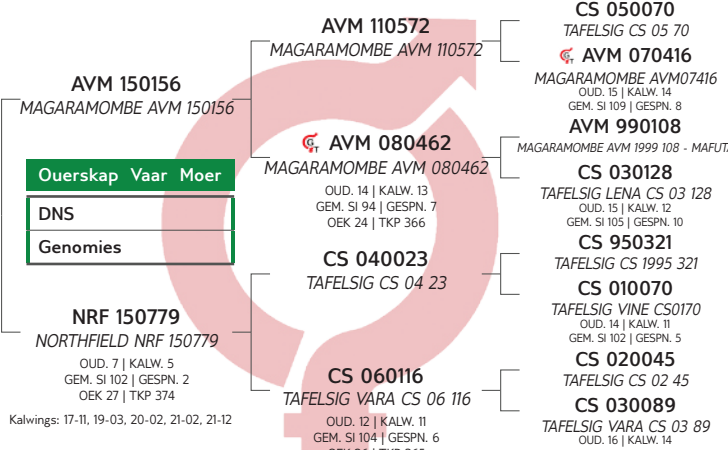 AVM 150156
MAGARAMOMBE AVM 150156
Ouerskap Vaar Moer
DNS
Genomies
NRF 150779
NORTHFIELD NRF 150779
OUD. 7 | KALW. 5
GEM. SI 102 | GESPN. 2
OEK 27 | TKP 374
Kalwings: 17-11, 19-03, 20-02, 21-02, 21-12
AVM 110572
MAGARAMOMBE AVM 110572
AVM 080462
MAGARAMOMBE AVM 080462
OUD. 14 | KALW. 13
GEM. SI 94 | GESPN. 7
OEK 24 | TKP 366
CS 040023
TAFELSIG CS 04 23
CS 060116
TAFELSIG VARA CS 06 116
OUD. 12 | KALW. 11
GEM. SI 104 | GESPN. 6
CS 050070
TAFELSIG CS 05 70
AVM 070416
MAGARAMOMBE AVM07416
OUD. 15 | KALW. 14
GEM. SI 109 | GESPN. 8
AVM 990108
MAGARAMOMBE AVM 1999 108 -
CS 030128
TAFELSIG LENA CS 03 128
OUD. 15 | KALW. 12
GEM. SI 105 | GESPN. 10
CS 950321
TAFELSIG CS 1995 321
CS 010070
TAFELSIG VINE CS0170
OUD. 14 | KALW. 11
GEM. SI 102 | GESPN. 5
CS 020045
TAFELSIG CS 02 45
CS 030089
TAFELSIG VARA CS 03 89
OUD. 16 | KALW. 14